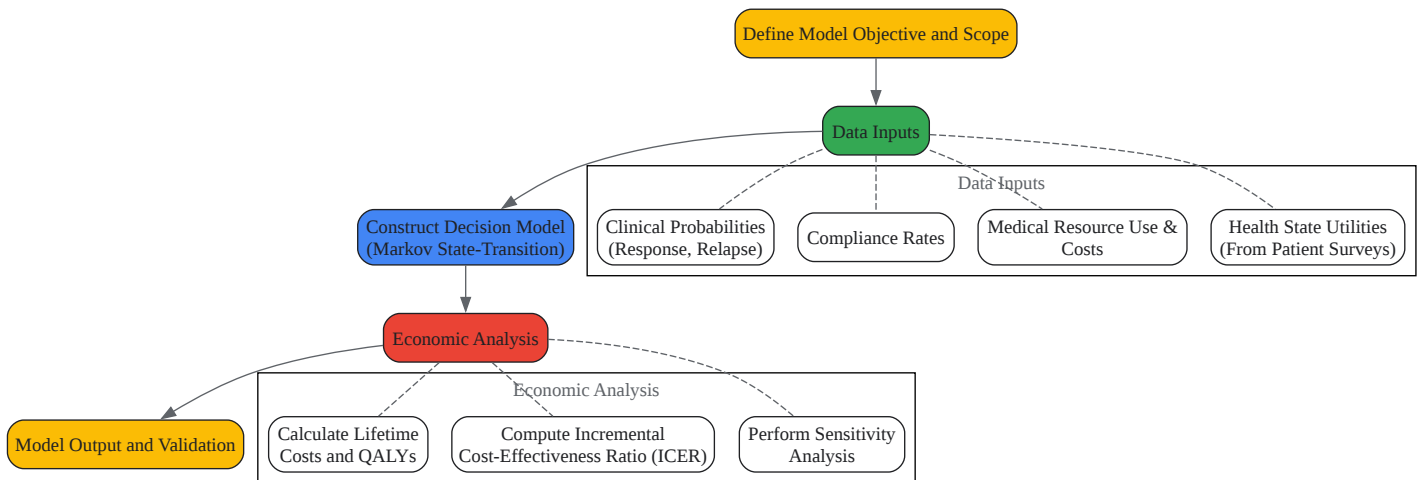 Define Model Objective and Scope
Data Inputs
Data Inputs
Clinical Probabilities
(Response, Relapse)
Compliance Rates
Medical Resource Use &
Costs
Health State Utilities
(From Patient Surveys)
Construct Decision Model
(Markov State-Transition)
Economic Analysis
Economic Analysis
Calculate Lifetime
Costs and QALYs
Compute Incremental
Cost-Effectiveness Ratio (ICER)
Perform Sensitivity
Analysis
Model Output and Validation